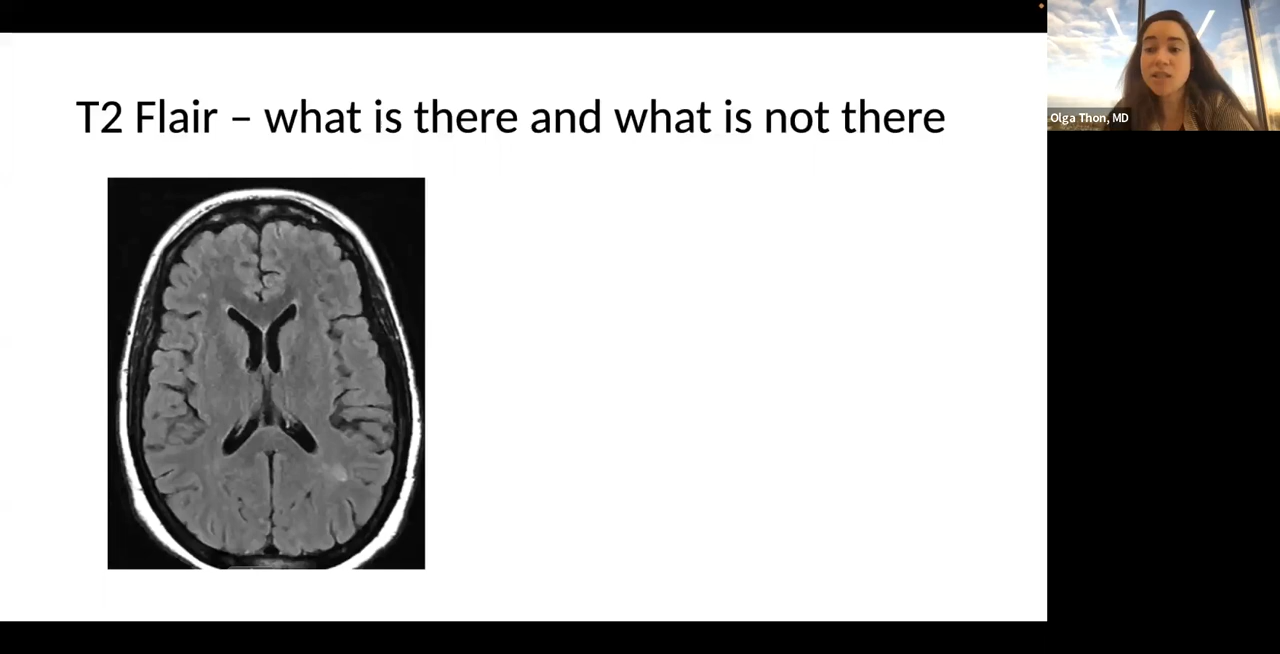 T2 Flair – what is there and what is not there
Olga Thon, MD